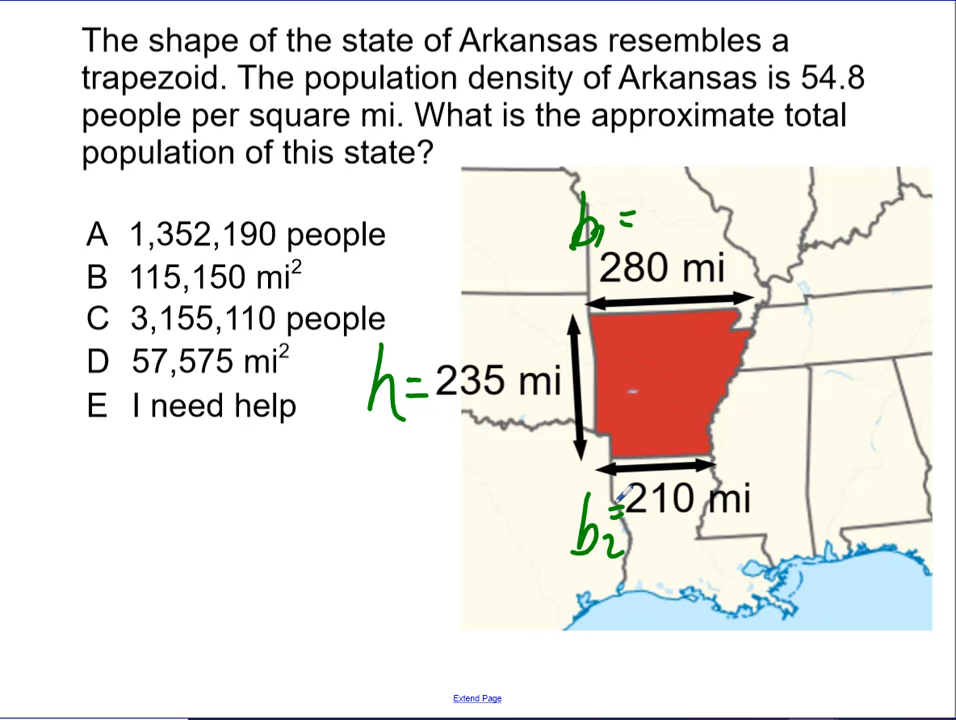 The shape of the state of Arkansas resembles a
trapezoid. The population density of Arkansas is 54.8
people per square mi. What is the approximate total
population of this state?
A 1,352,190 people
B 115,150 mi²
C 3,155,110 people
D 57,575 mi²
E I need help
b₁ =
280 mi
h = 235 mi
b₂ = 210 mi
Extend Page